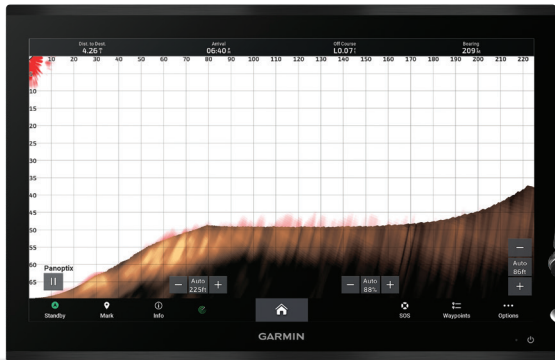 Dist. to Dest. Arrival Off Course Bearing
4.26 06:40 L0.07 209
10 20 30 40 50 60 70 80 90 100 110 120 130 140 150 160 170 180 190 200 210 220
10
15
20
25
30
35
40
45
50
55
60
65
Panoptix
Auto
225ft
Auto
88%
Auto
86ft
Standby Mark Info SOS Waypoints Options
GARMIN